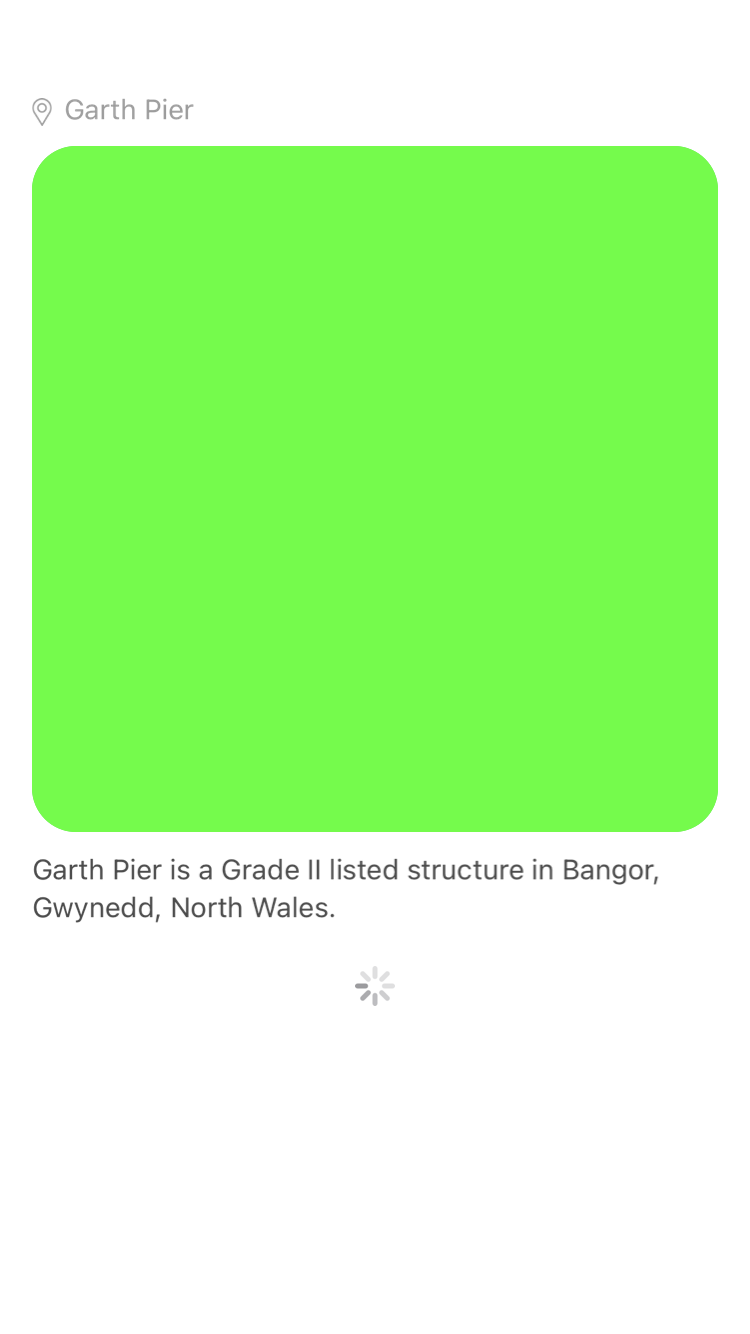 Garth Pier
Garth Pier is a Grade II listed structure in Bangor,
Gwynedd, North Wales.